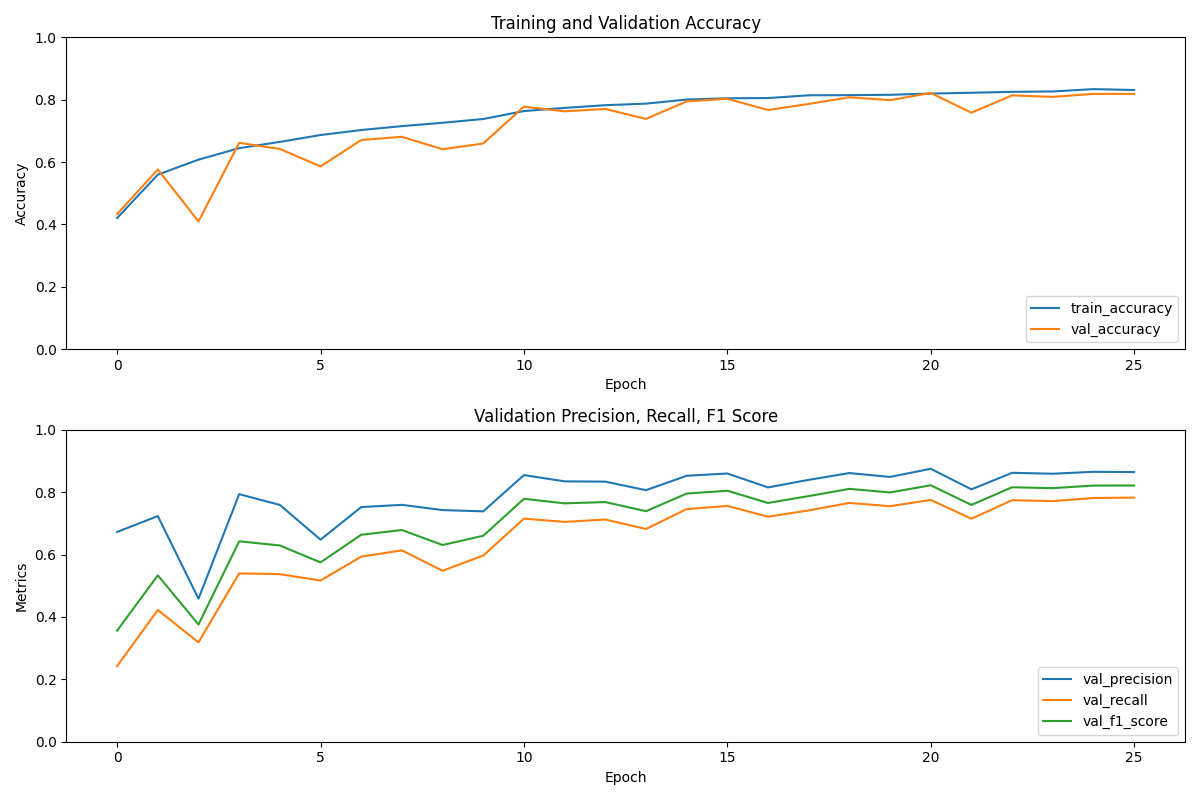 Training and Validation Accuracy
1.0
0.8
0.6
0.4
0.2
0.0
Accuracy
train_accuracy
val_accuracy
0 5 10 15 20 25
Epoch
Validation Precision, Recall, F1 Score
1.0
0.8
0.6
0.4
0.2
0.0
Metrics
val_precision
val_recall
val_f1_score
0 5 10 15 20 25
Epoch